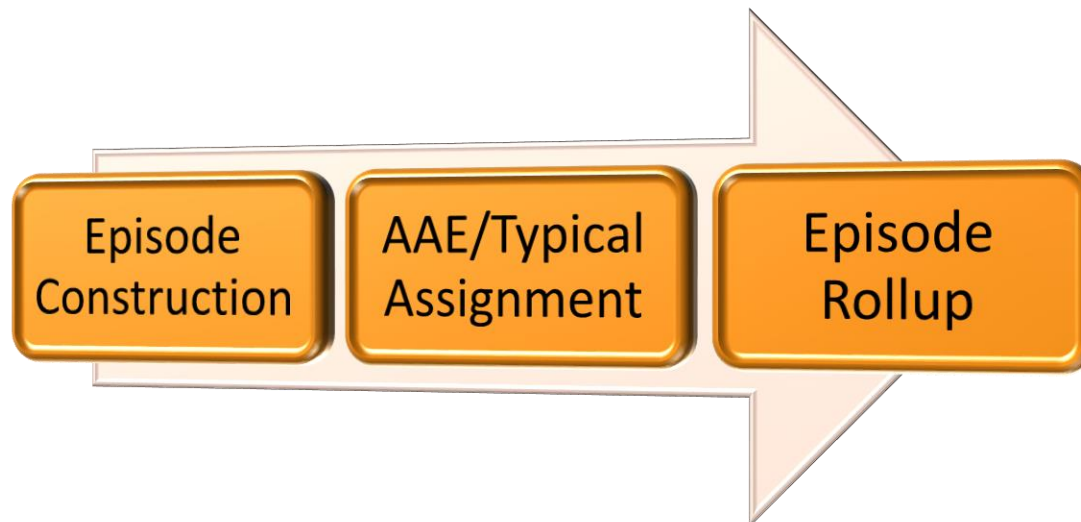 Episode
Construction
AAE/Typical
Assignment
Episode
Rollup